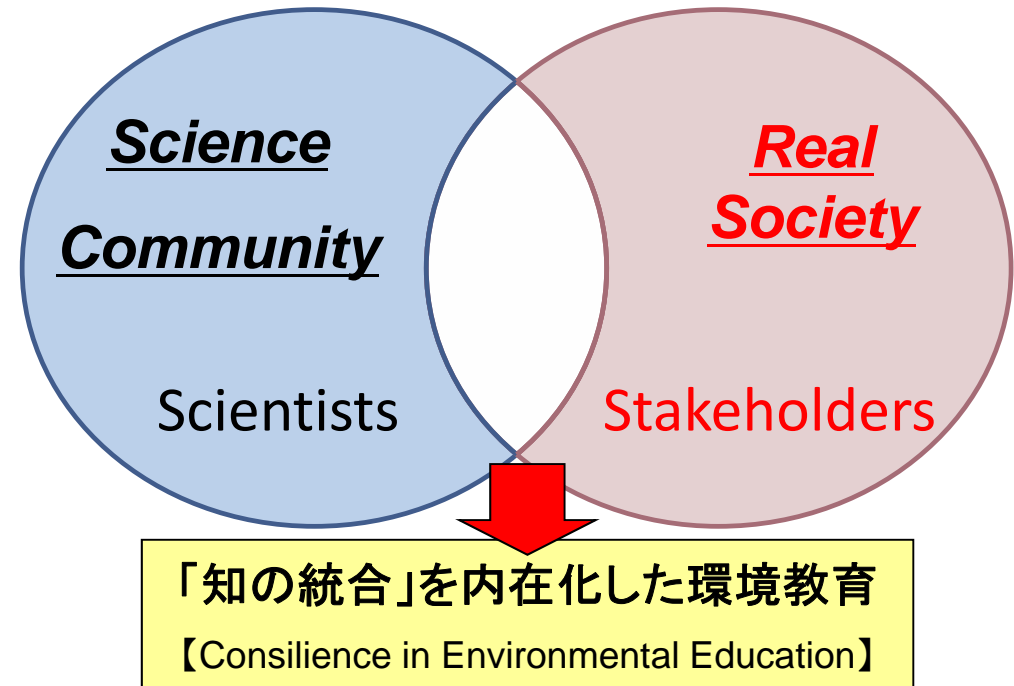 Science
Community
Real
Society
Scientists
Stakeholders
「知の統合」を内在化した環境教育
【Consilience in Environmental Education】